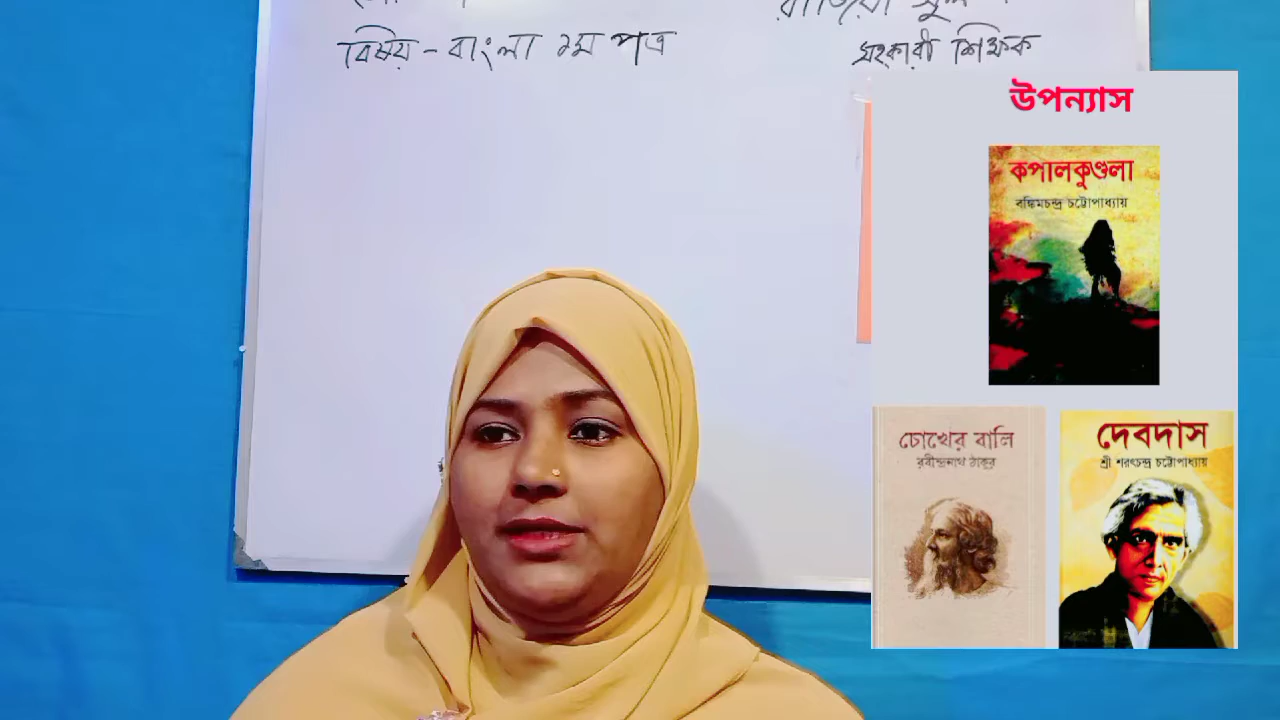 বিষয় - বাংলা ১ম পত্র
সহকারী শিক্ষক
উপন্যাস
কপালকুণ্ডলা
বঙ্কিমচন্দ্র চট্টোপাধ্যায়
চোখের বালি
রবীন্দ্রনাথ ঠাকুর
দেবদাস
শ্রী শরৎচন্দ্র চট্টোপাধ্যায়